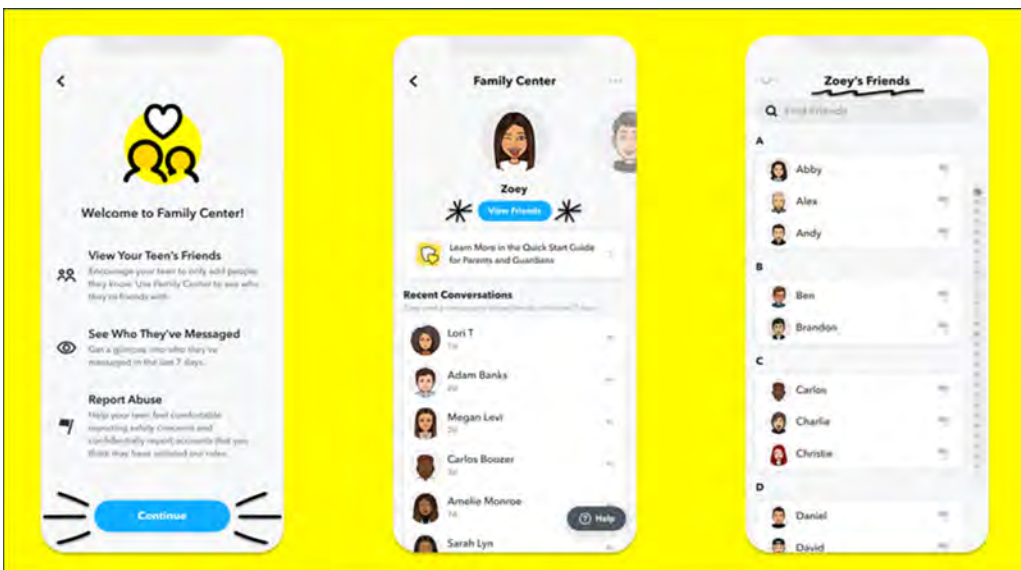 Welcome to Family Center!
View Your Teen's Friends
Encourage your teen to only add people
they know. Use Family Center to see who
they're friends with.
See Who They've Messaged
Get a glimpse into who they've
messaged in the last 7 days.
Report Abuse
Help your teen feel comfortable
reporting safety concerns and
confidentially report accounts that you
think may have violated our rules.
Continue
Family Center
Zoey
View Friends
Learn More in the Quick Start Guide
for Parents and Guardians
Recent Conversations
Lori T
1d
Adam Banks
2d
Megan Levi
Carlos Boozer
Amelie Monroe
Sarah Lyn
Help
Zoey's Friends
Find Friends
A
Abby
Alex
Andy
B
Ben
Brandon
C
Carlos
Charlie
Christie
D
Daniel
David